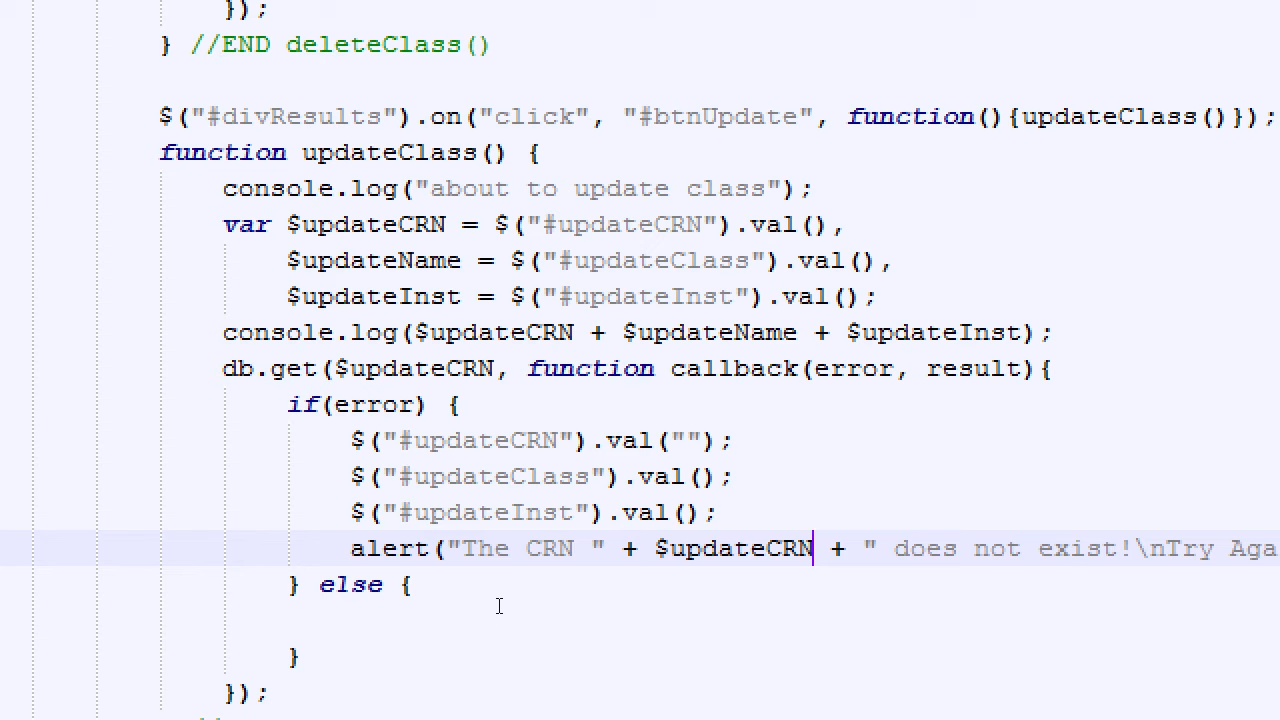 });
} //END deleteClass()
$("#divResults").on("click", "#btnUpdate", function(){updateClass()});
function updateClass() {
console.log("about to update class");
var $updateCRN = $("#updateCRN").val(),
$updateName = $("#updateClass").val(),
$updateInst = $("#updateInst").val();
console.log($updateCRN + $updateName + $updateInst);
db.get($updateCRN, function callback(error, result){
if(error) {
$("#updateCRN").val("");
$("#updateClass").val();
$("#updateInst").val();
alert("The CRN " + $updateCRN + " does not exist!\nTry Aga
} else {
}
});